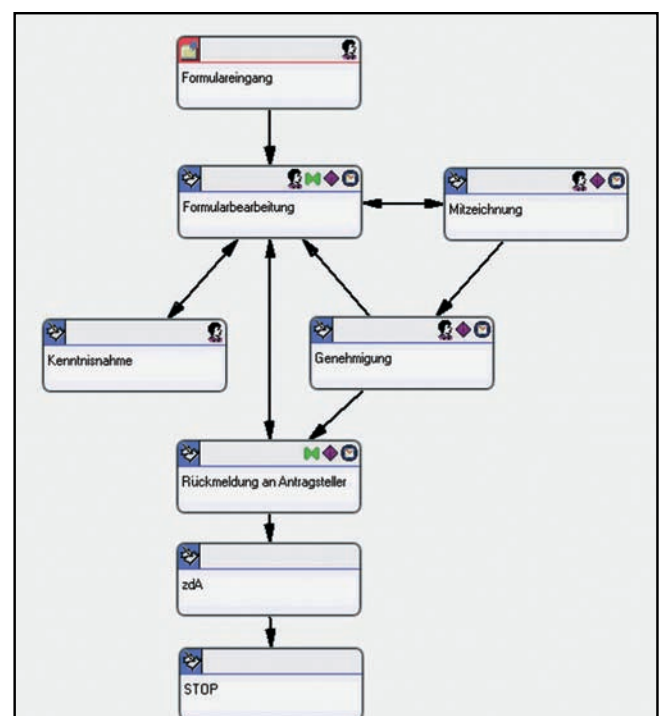 Formulareingang
Formularbearbeitung
Mitzeichnung
Kenntnisnahme
Genehmigung
Rückmeldung an Antragsteller
zdA
STOP